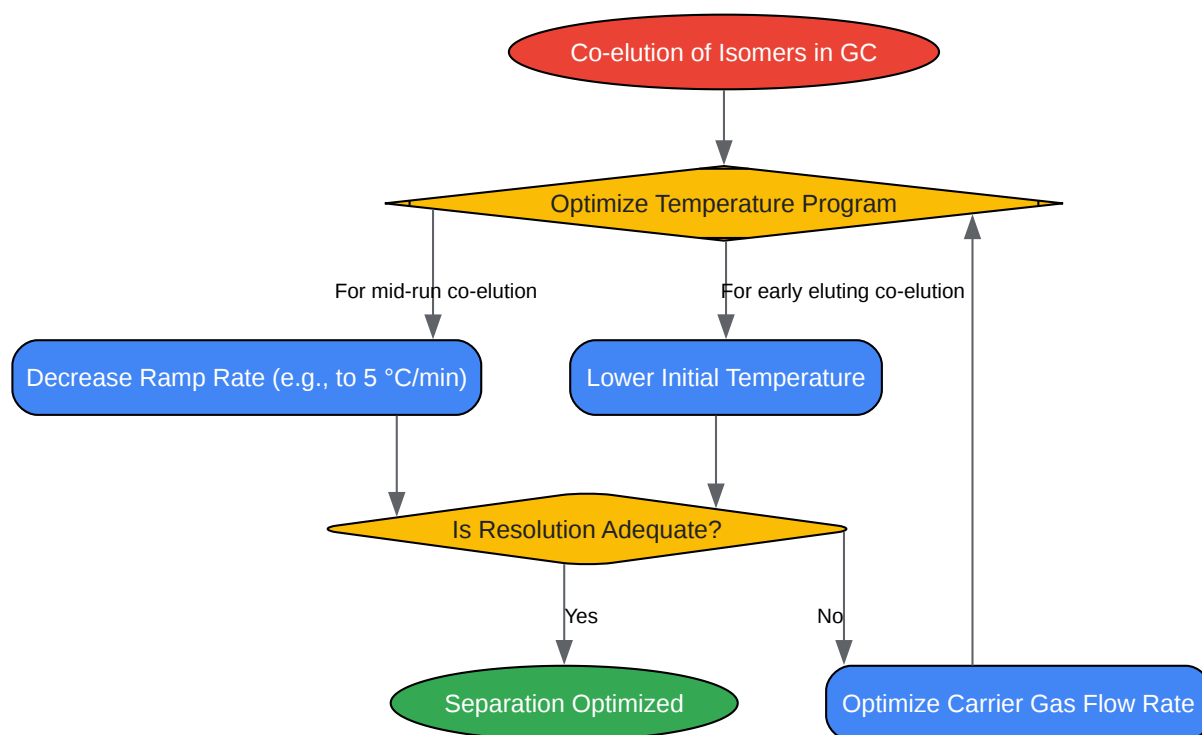 Co-elution of Isomers in GC
Optimize Temperature Program
For mid-run co-elution
For early eluting co-elution
Decrease Ramp Rate (e.g., to 5 °C/min)
Lower Initial Temperature
Is Resolution Adequate?
Yes
No
Separation Optimized
Optimize Carrier Gas Flow Rate